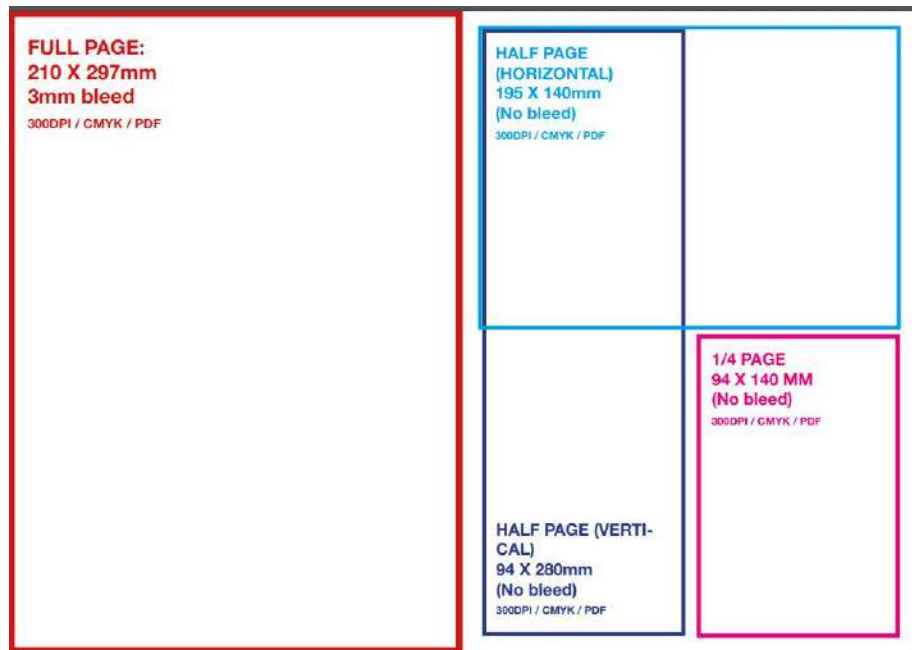 FULL PAGE:
210 X 297mm
3mm bleed
300DPI / CMYK / PDF
HALF PAGE
(HORIZONTAL)
195 X 140mm
(No bleed)
300DPI / CMYK / PDF
1/4 PAGE
94 X 140 MM
(No bleed)
300DPI / CMYK / PDF
HALF PAGE (VERTI-
CAL)
94 X 280mm
(No bleed)
300DPI / CMYK / PDF